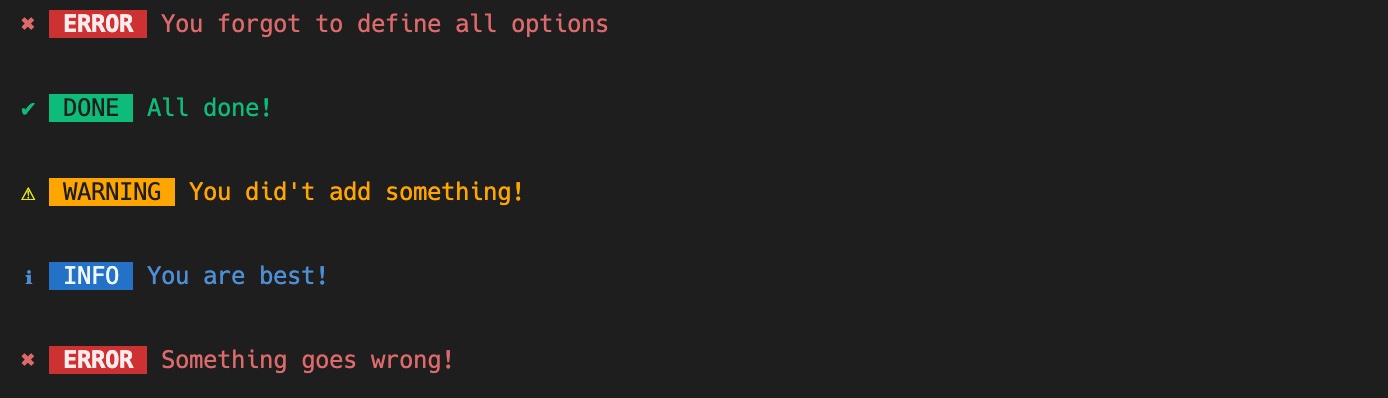 ✖ ERROR You forgot to define all options
✔ DONE All done!
⚠ WARNING You did't add something!
ℹ INFO You are best!
✖ ERROR Something goes wrong!